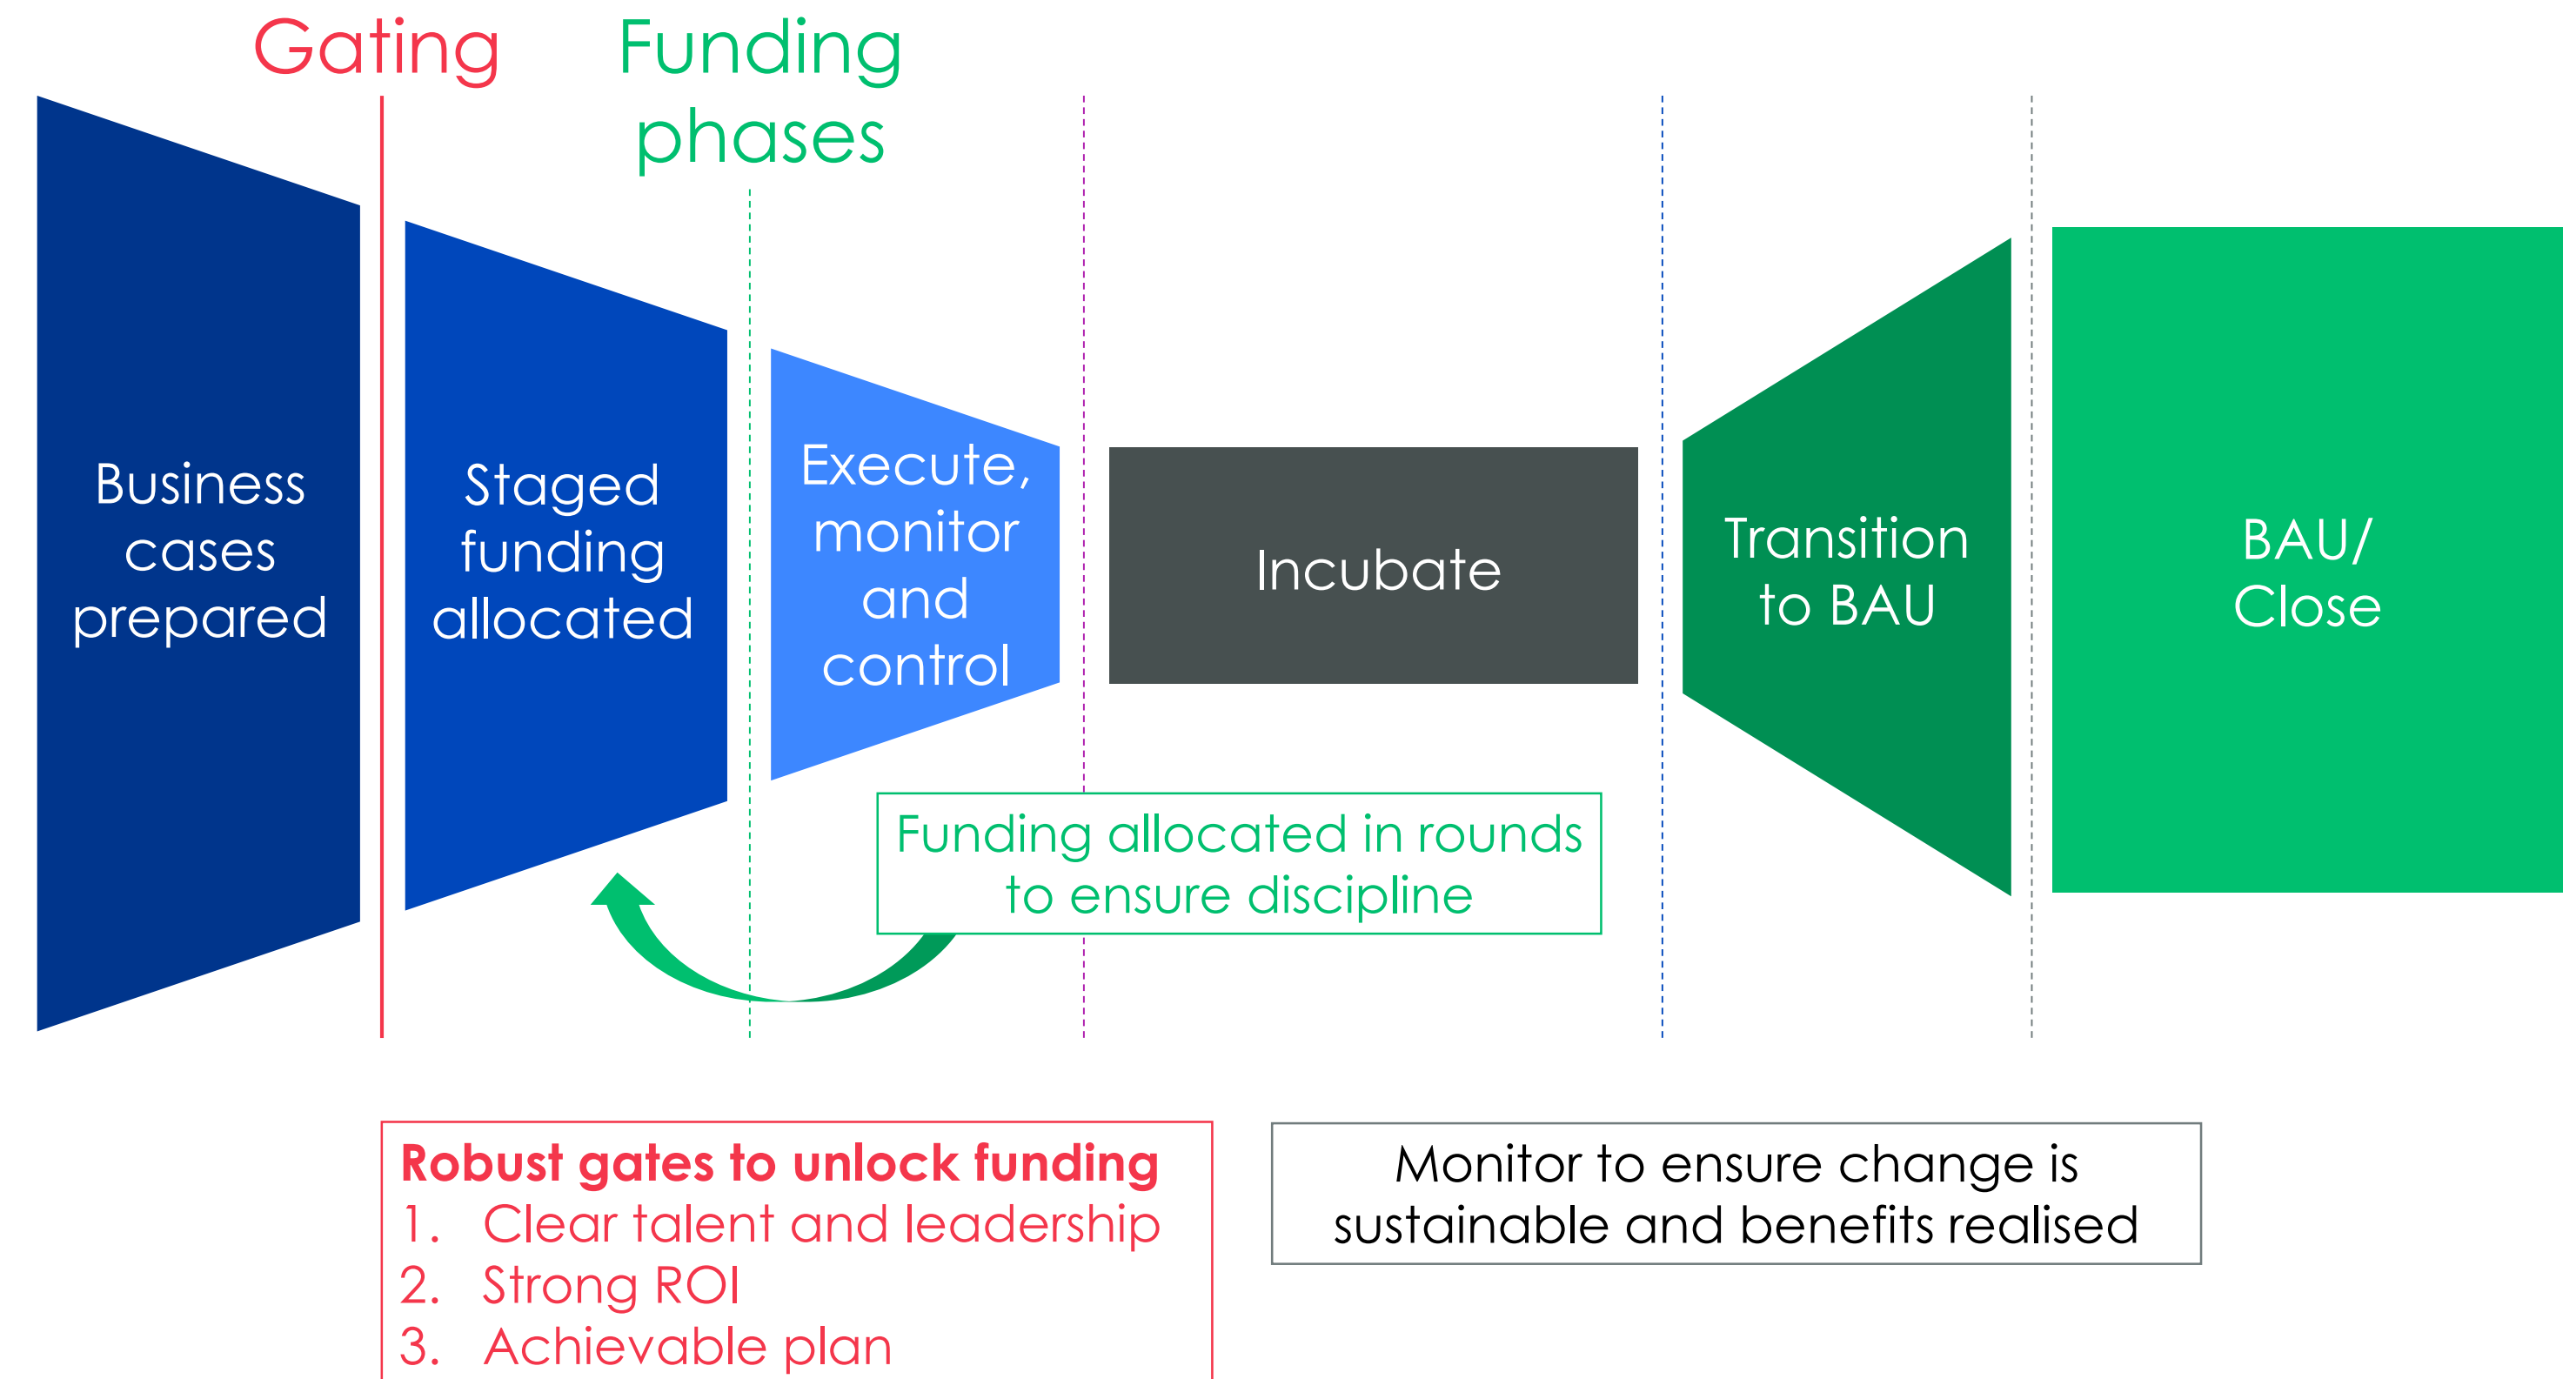 Gating
Funding
phases
Business
cases
prepared
Staged
funding
allocated
Execute,
monitor
and
control
Incubate
Transition
to BAU
BAU/
Close
Funding allocated in rounds
to ensure discipline
Robust gates to unlock funding
1. Clear talent and leadership
2. Strong ROI
3. Achievable plan
Monitor to ensure change is
sustainable and benefits realised